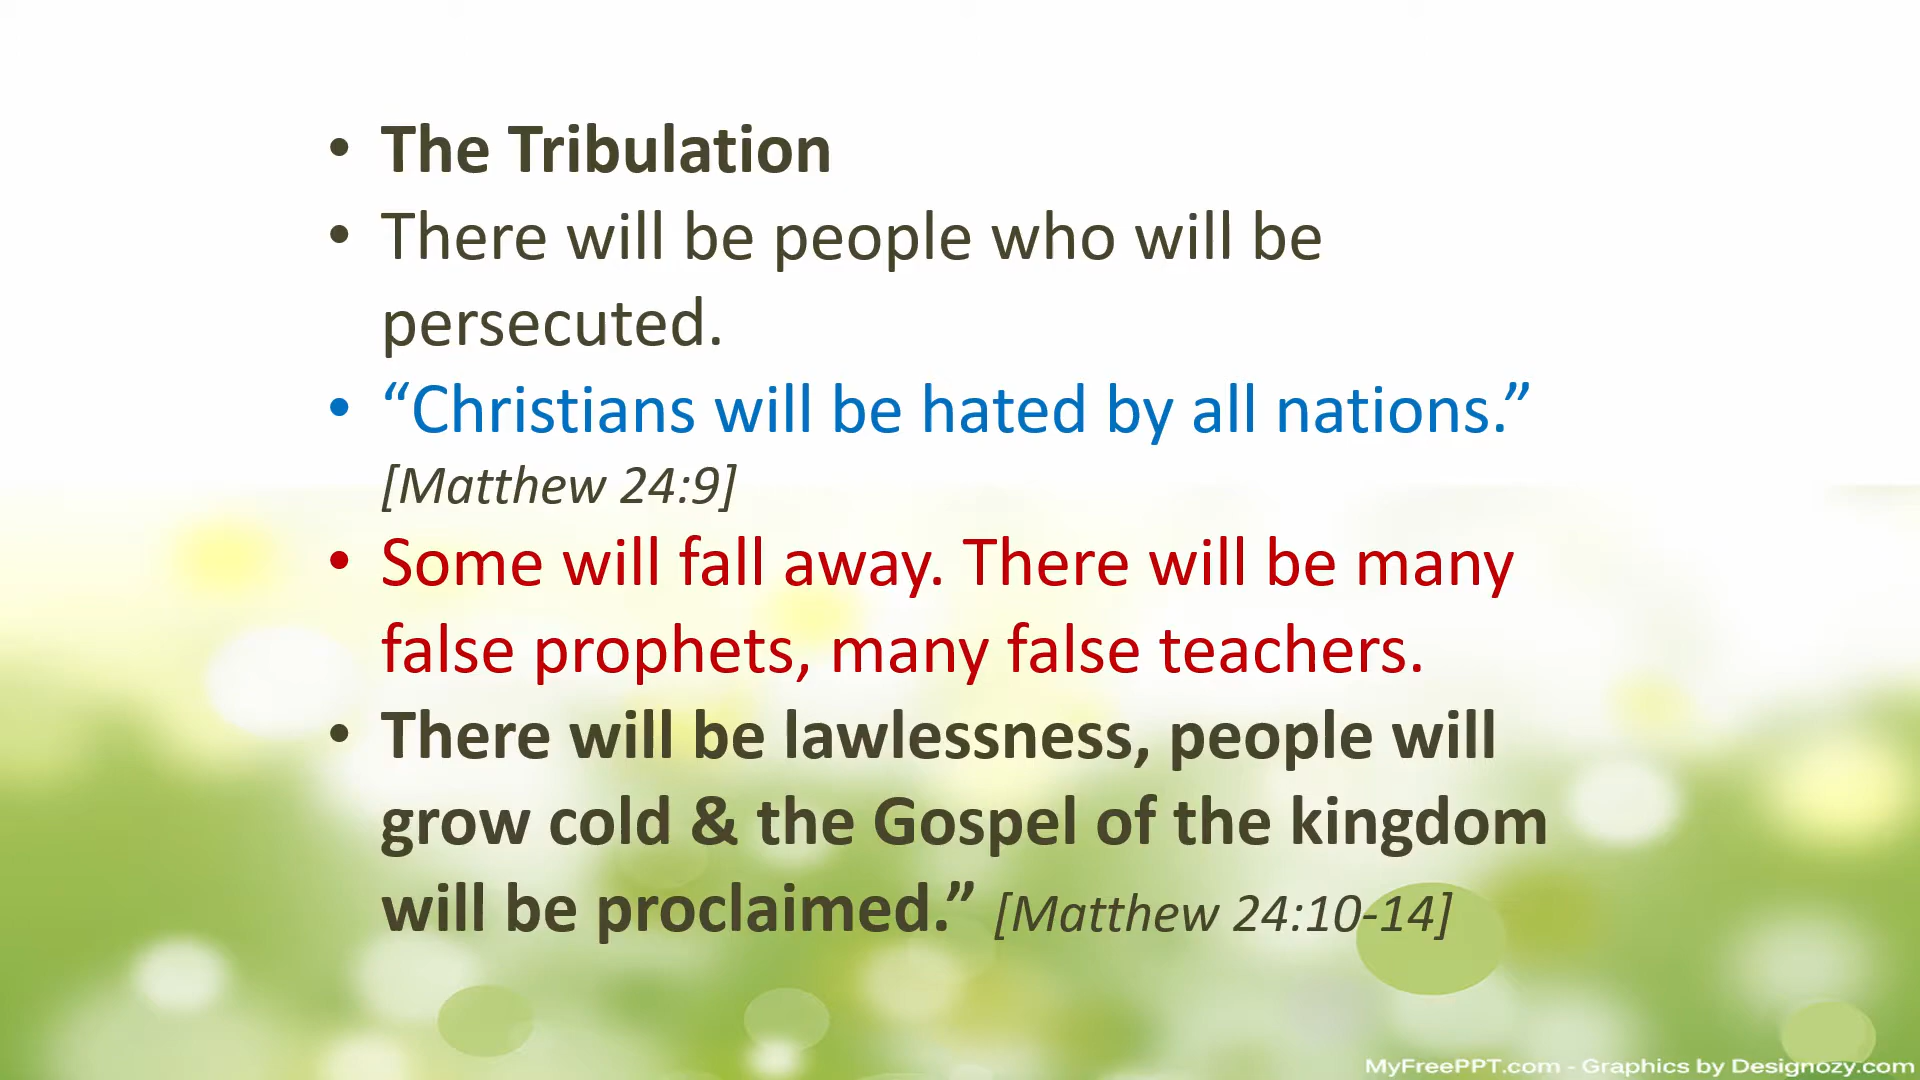 • The Tribulation
• There will be people who will be
persecuted.
• “Christians will be hated by all nations.”
[Matthew 24:9]
• Some will fall away. There will be many
false prophets, many false teachers.
• There will be lawlessness, people will
grow cold & the Gospel of the kingdom
will be proclaimed.” [Matthew 24:10-14]
MyFreePPT.com - Graphics by Designozy.com